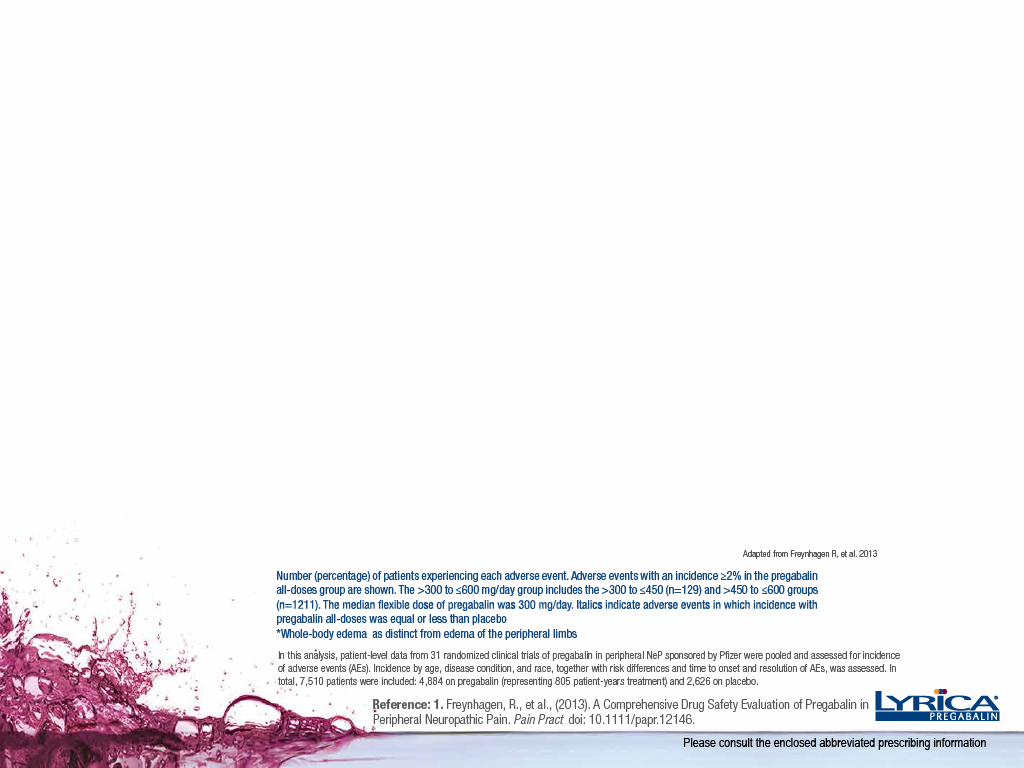 Adapted from Freynhagen R, et al. 2013
Number (percentage) of patients experiencing each adverse event. Adverse events with an incidence ≥2% in the pregabalin
all-doses group are shown. The >300 to ≤600 mg/day group includes the >300 to ≤450 (n=129) and >450 to ≤600 groups
(n=1211). The median flexible dose of pregabalin was 300 mg/day. Italics indicate adverse events in which incidence with
pregabalin all-doses was equal or less than placebo
*Whole-body edema as distinct from edema of the peripheral limbs
In this analysis, patient-level data from 31 randomized clinical trials of pregabalin in peripheral NeP sponsored by Pfizer were pooled and assessed for incidence
of adverse events (AEs). Incidence by age, disease condition, and race, together with risk differences and time to onset and resolution of AEs, was assessed. In
total, 7,510 patients were included: 4,884 on pregabalin (representing 805 patient-years treatment) and 2,626 on placebo.
Reference: 1. Freynhagen, R., et al., (2013). A Comprehensive Drug Safety Evaluation of Pregabalin in
Peripheral Neuropathic Pain. Pain Pract doi: 10.1111/papr.12146.
LYRICA
PREGABALIN
Please consult the enclosed abbreviated prescribing information